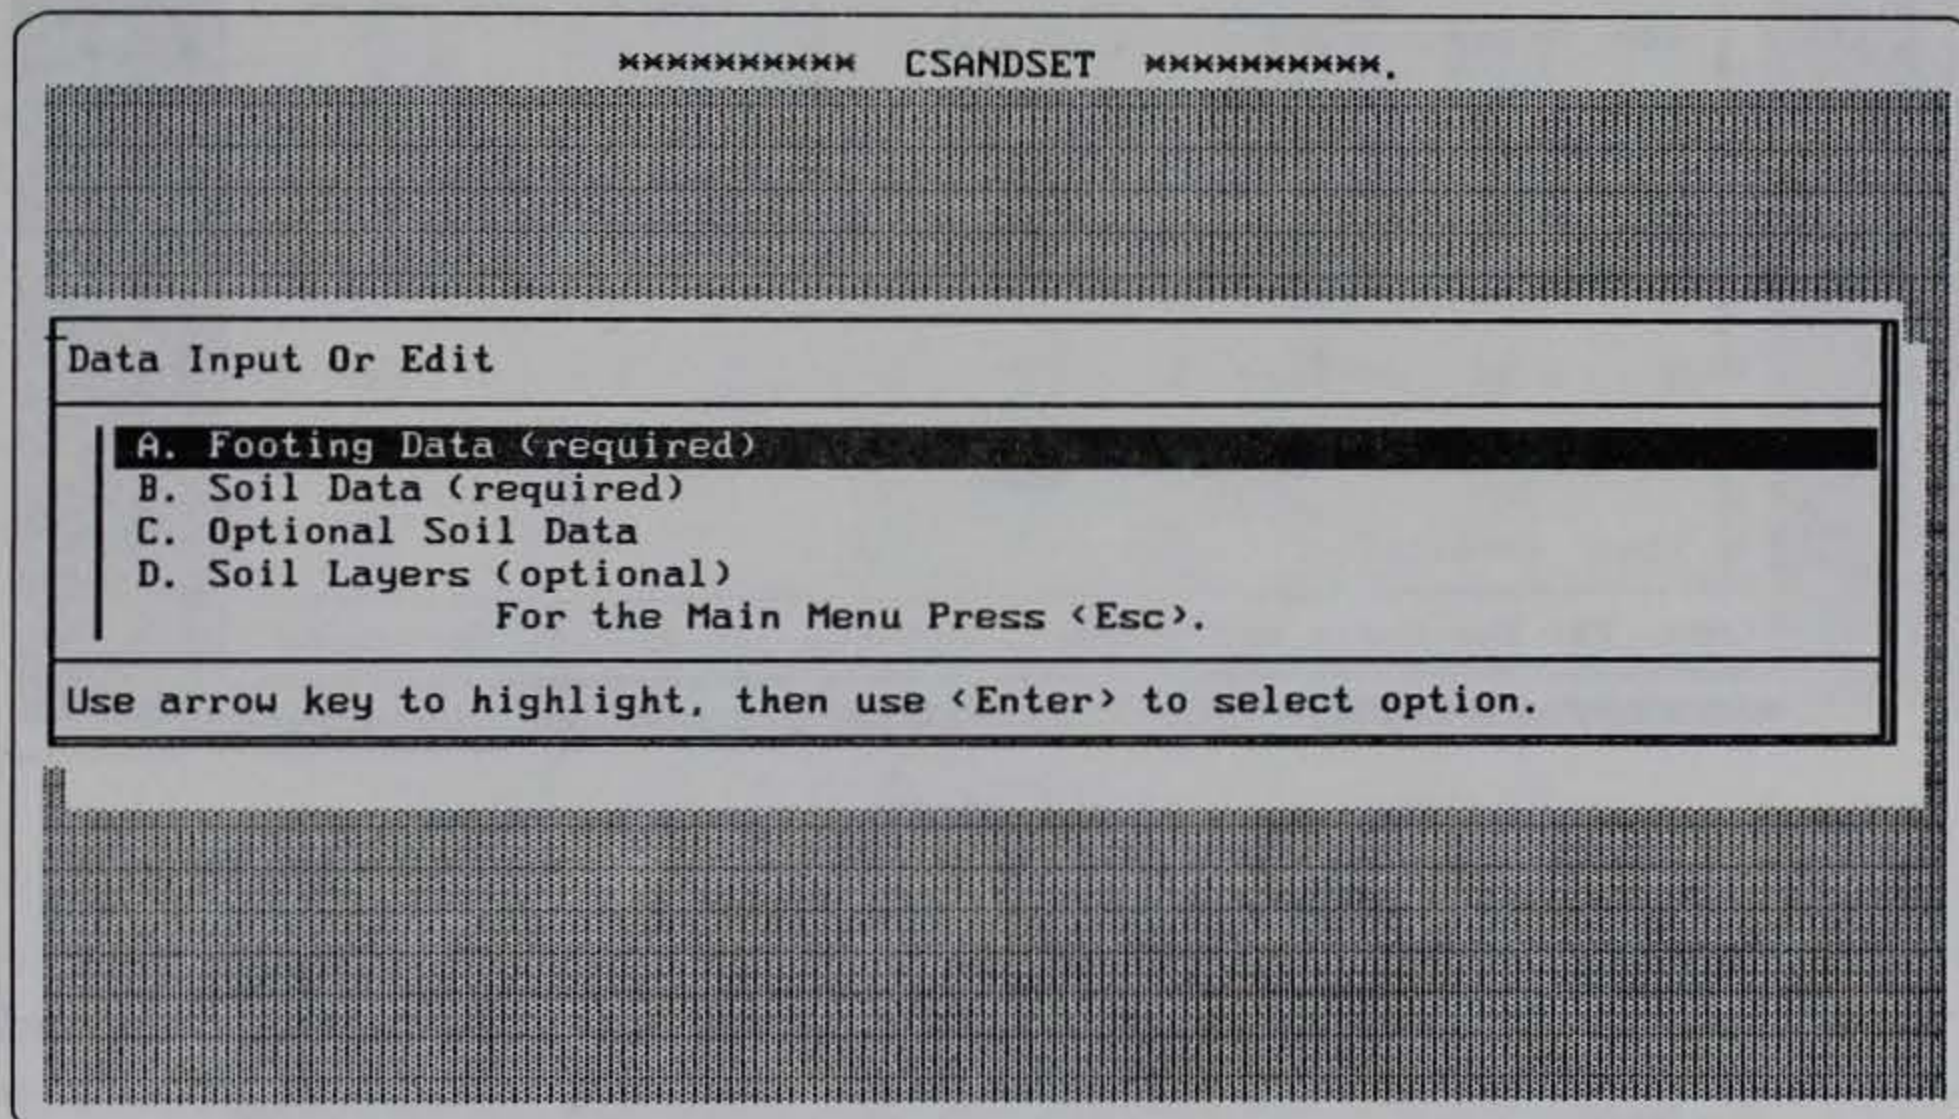 ********** CSANDSET **********.
Data Input Or Edit
A. Footing Data (required)
B. Soil Data (required)
C. Optional Soil Data
D. Soil Layers (optional)
For the Main Menu Press <Esc>.
Use arrow key to highlight, then use <Enter> to select option.